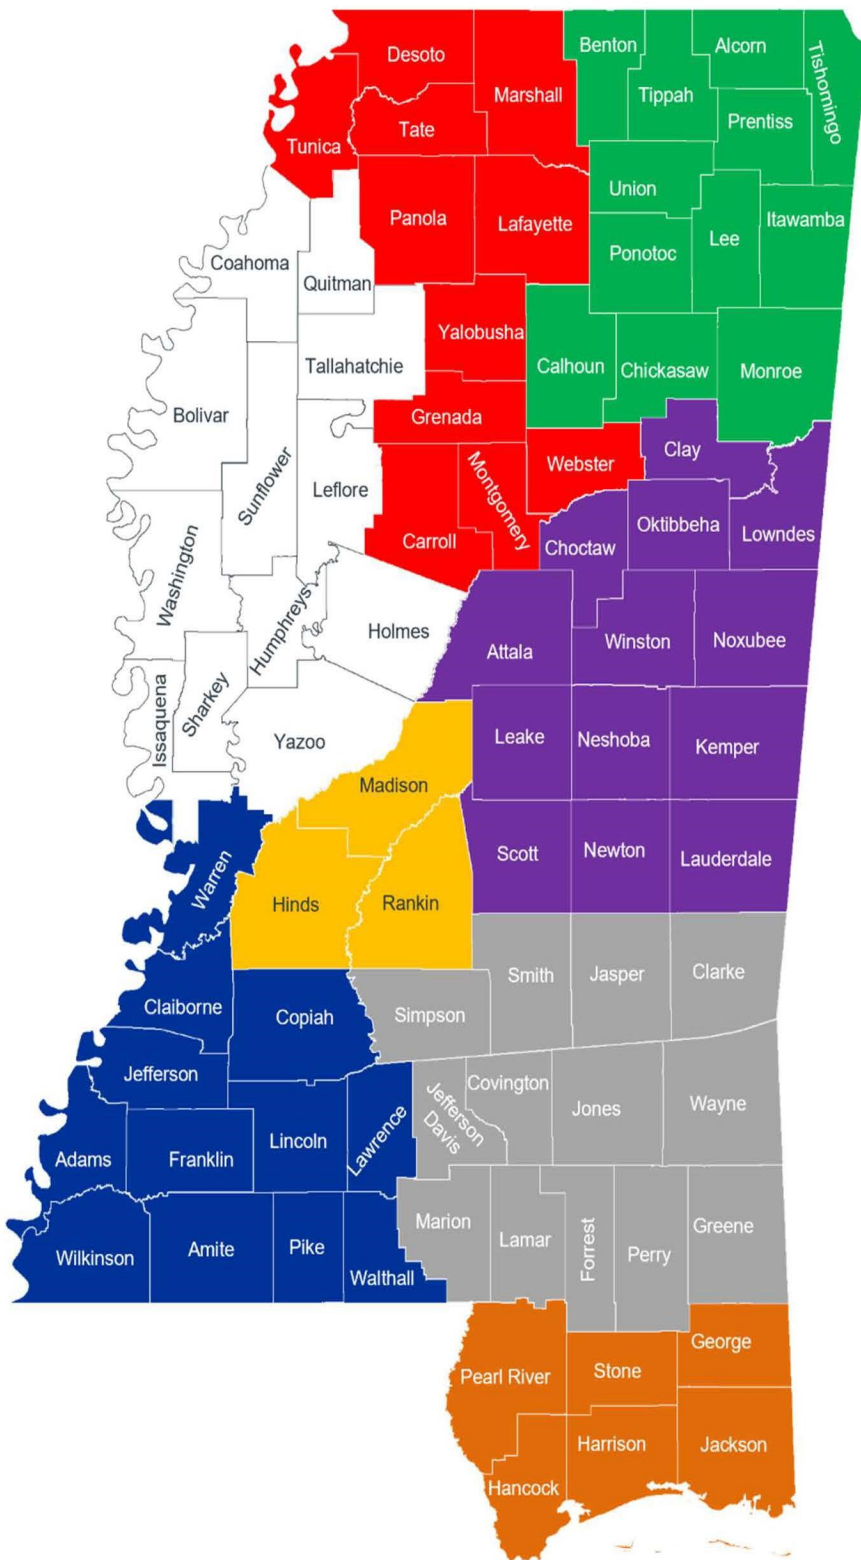 Desoto
Benton
Alcorn
Tishomingo
Marshall
Tippah
Tate
Prentiss
Tunica
Union
Panola
Lafayette
Itawamba
Lee
Ponotoc
Coahoma
Quitman
Yalobusha
Tallahatchie
Calhoun
Chickasaw
Monroe
Bolivar
Grenada
Clay
Sunflower
Webster
Leflore
Montgomery
Oktibbeha
Lowndes
Carroll
Choctaw
Washington
Humphreys
Holmes
Attala
Winston
Noxubee
Issaquena
Sharkey
Yazoo
Leake
Neshoba
Kemper
Madison
Scott
Newton
Lauderdale
Warren
Hinds
Rankin
Smith
Jasper
Clarke
Claiborne
Copiah
Simpson
Jefferson
Covington
Jefferson
Davis
Jones
Wayne
Adams
Franklin
Lincoln
Lawrence
Marion
Lamar
Forrest
Perry
Greene
Wilkinson
Amite
Pike
Walthall
George
Pearl River
Stone
Harrison
Jackson
Hancock